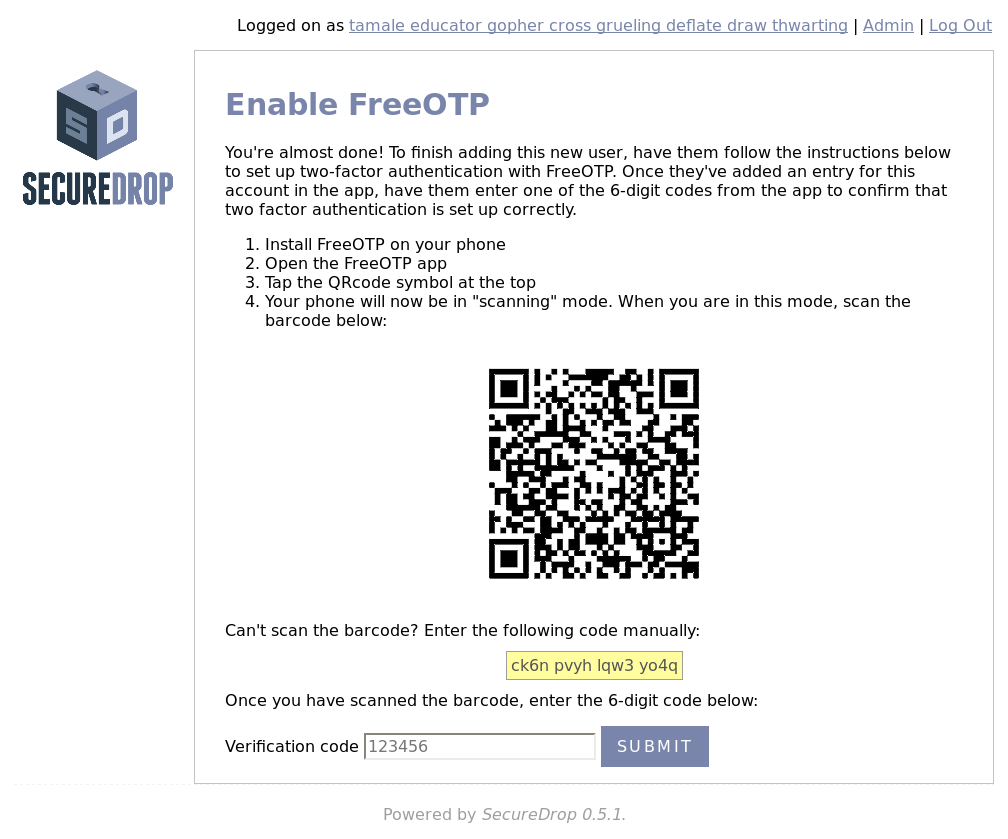 Logged on as tamale educator gopher cross grueling deflate draw thwarting | Admin | Log Out
SD
SECUREDROP
Enable FreeOTP
You're almost done! To finish adding this new user, have them follow the instructions below
to set up two-factor authentication with FreeOTP. Once they've added an entry for this
account in the app, have them enter one of the 6-digit codes from the app to confirm that
two factor authentication is set up correctly.
1. Install FreeOTP on your phone
2. Open the FreeOTP app
3. Tap the QRcode symbol at the top
4. Your phone will now be in "scanning" mode. When you are in this mode, scan the
barcode below:
Can't scan the barcode? Enter the following code manually:
ck6n pvyh lqw3 yo4q
Once you have scanned the barcode, enter the 6-digit code below:
Verification code 123456 SUBMIT
Powered by SecureDrop 0.5.1.